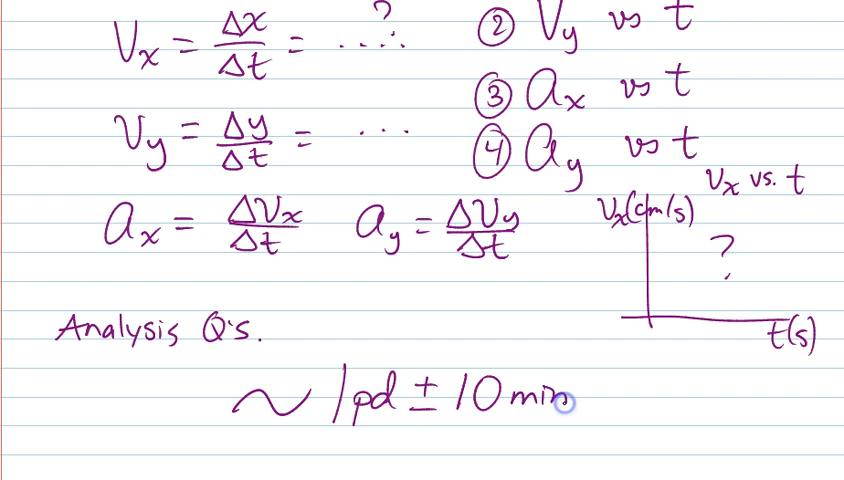 Vx = Δx/Δt = ? .....
② Vy vs t
③ ax vs t
Vy = Δy/Δt = ...
④ ay vs t
Vx vs. t
ax = ΔVx/Δt ay = ΔVy/Δt
Vx(cm/s)
?
t(s)
Analysis Q's.
~ 1pd ± 10 min